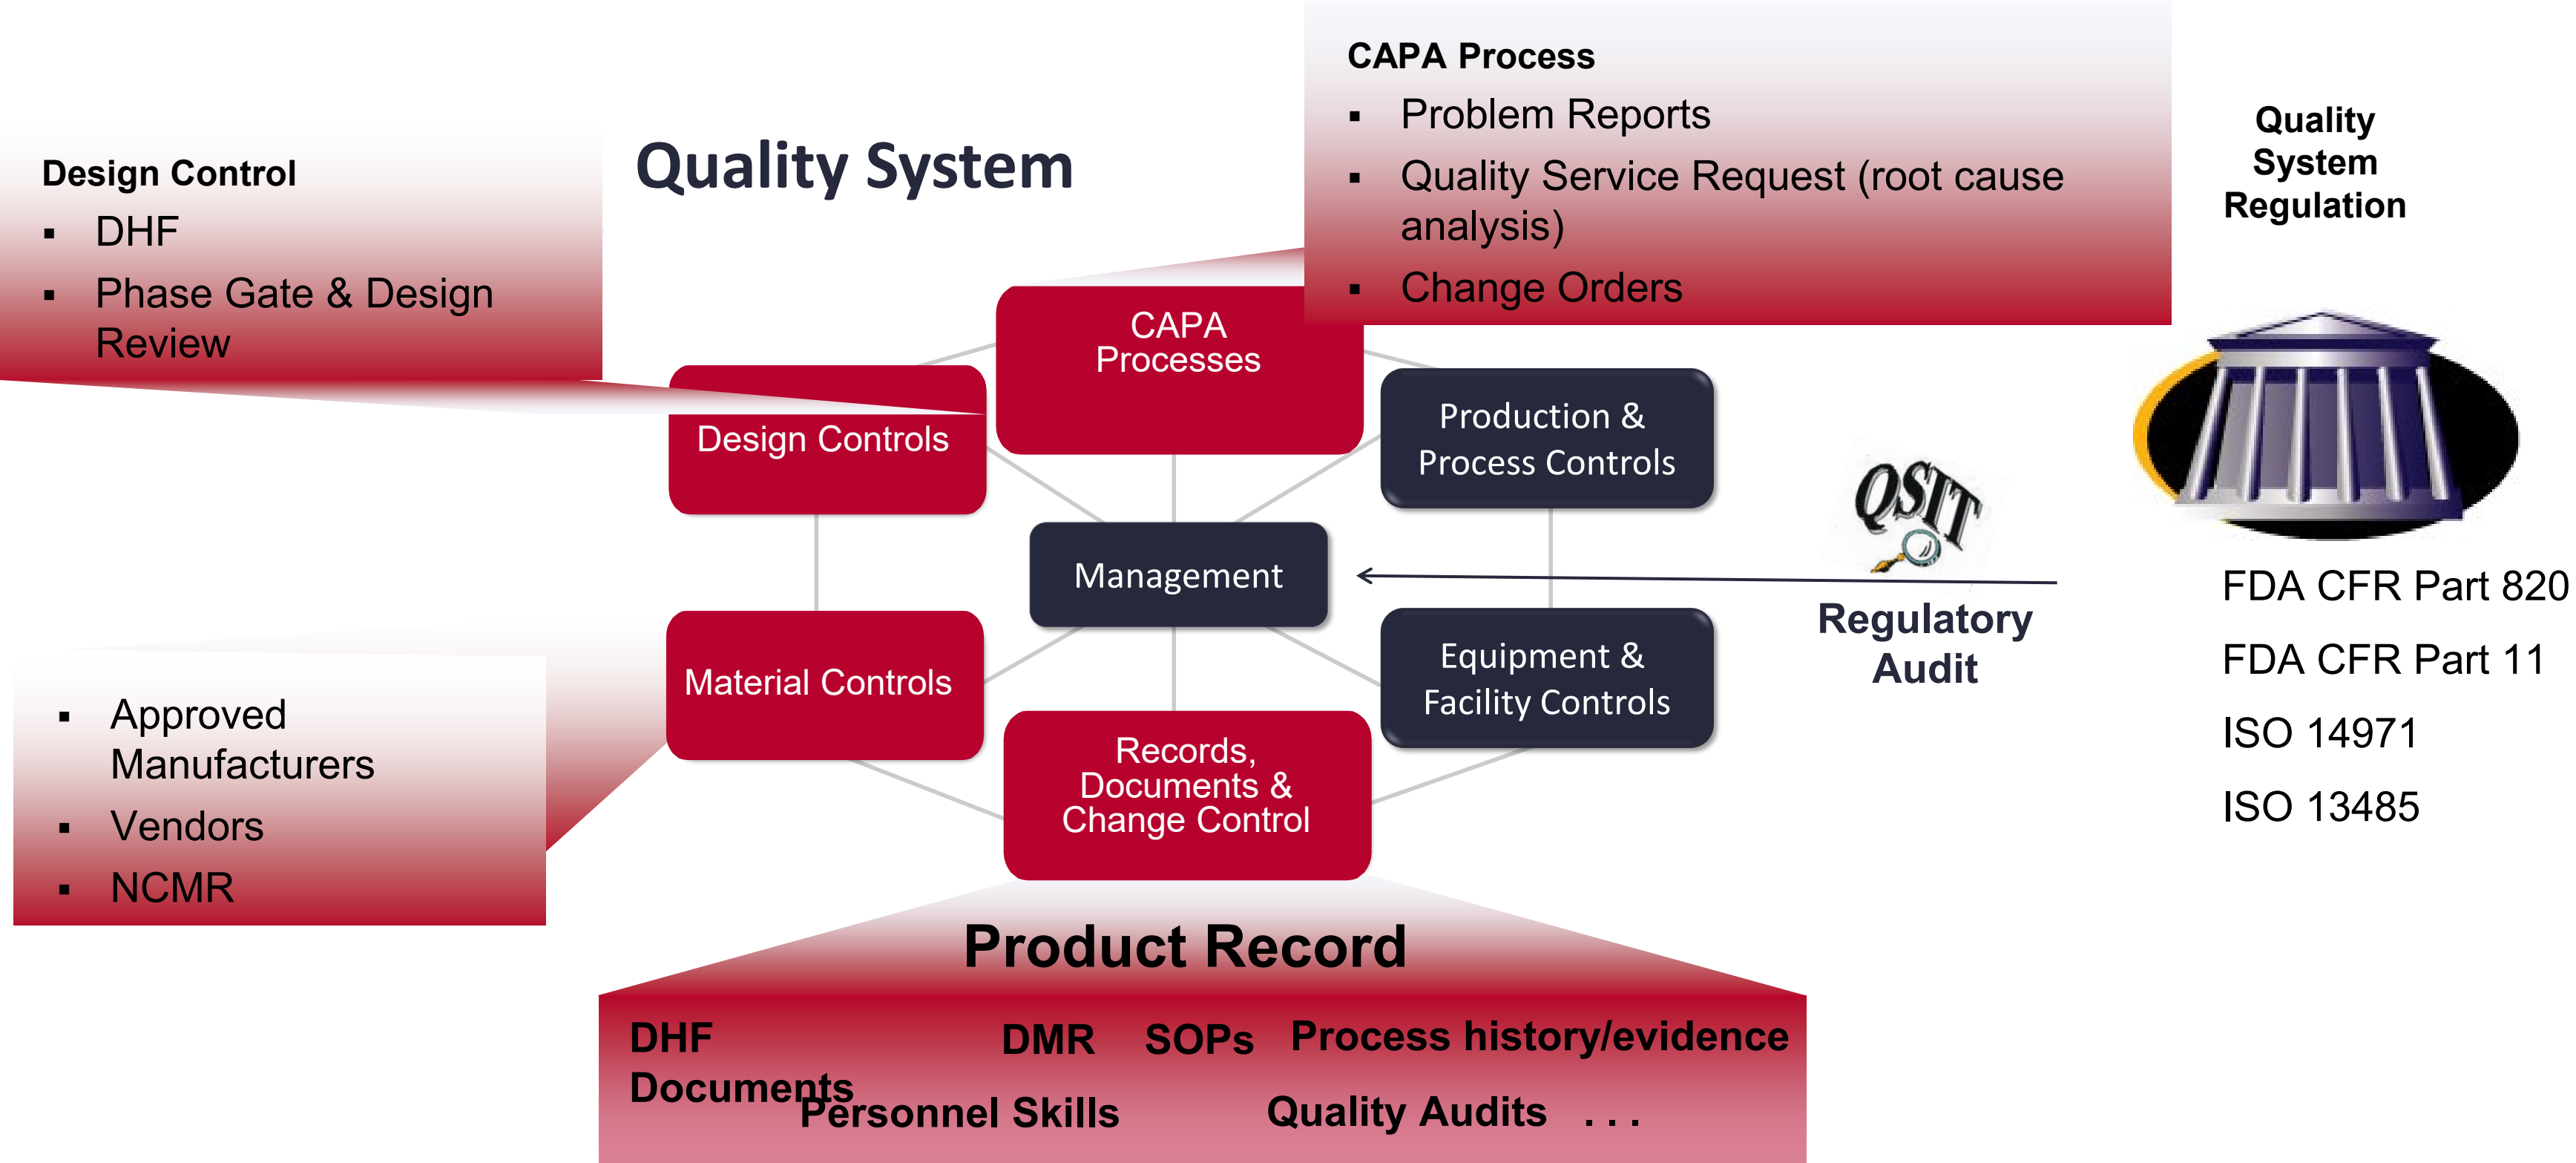 Quality System
Design Control
▪ DHF
▪ Phase Gate & Design
Review
CAPA Process
▪ Problem Reports
▪ Quality Service Request (root cause
analysis)
▪ Change Orders
Quality
System
Regulation
CAPA
Processes
Design Controls
Production &
Process Controls
Management
QSIT
Regulatory
Audit
FDA CFR Part 820
FDA CFR Part 11
ISO 14971
ISO 13485
Material Controls
Equipment &
Facility Controls
Records,
Documents &
Change Control
▪ Approved
Manufacturers
▪ Vendors
▪ NCMR
Product Record
DHF
Documents
DMR
SOPs
Process history/evidence
Personnel Skills
Quality Audits
. . .